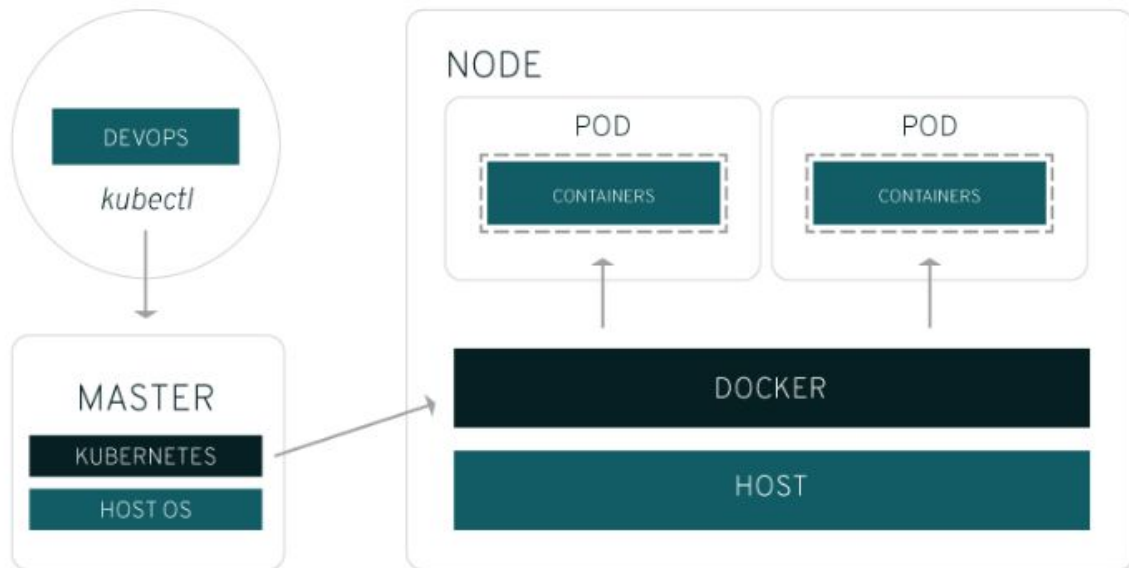 DEVOPS
kubectl
MASTER
KUBERNETES
HOST OS
NODE
POD
CONTAINERS
POD
CONTAINERS
DOCKER
HOST